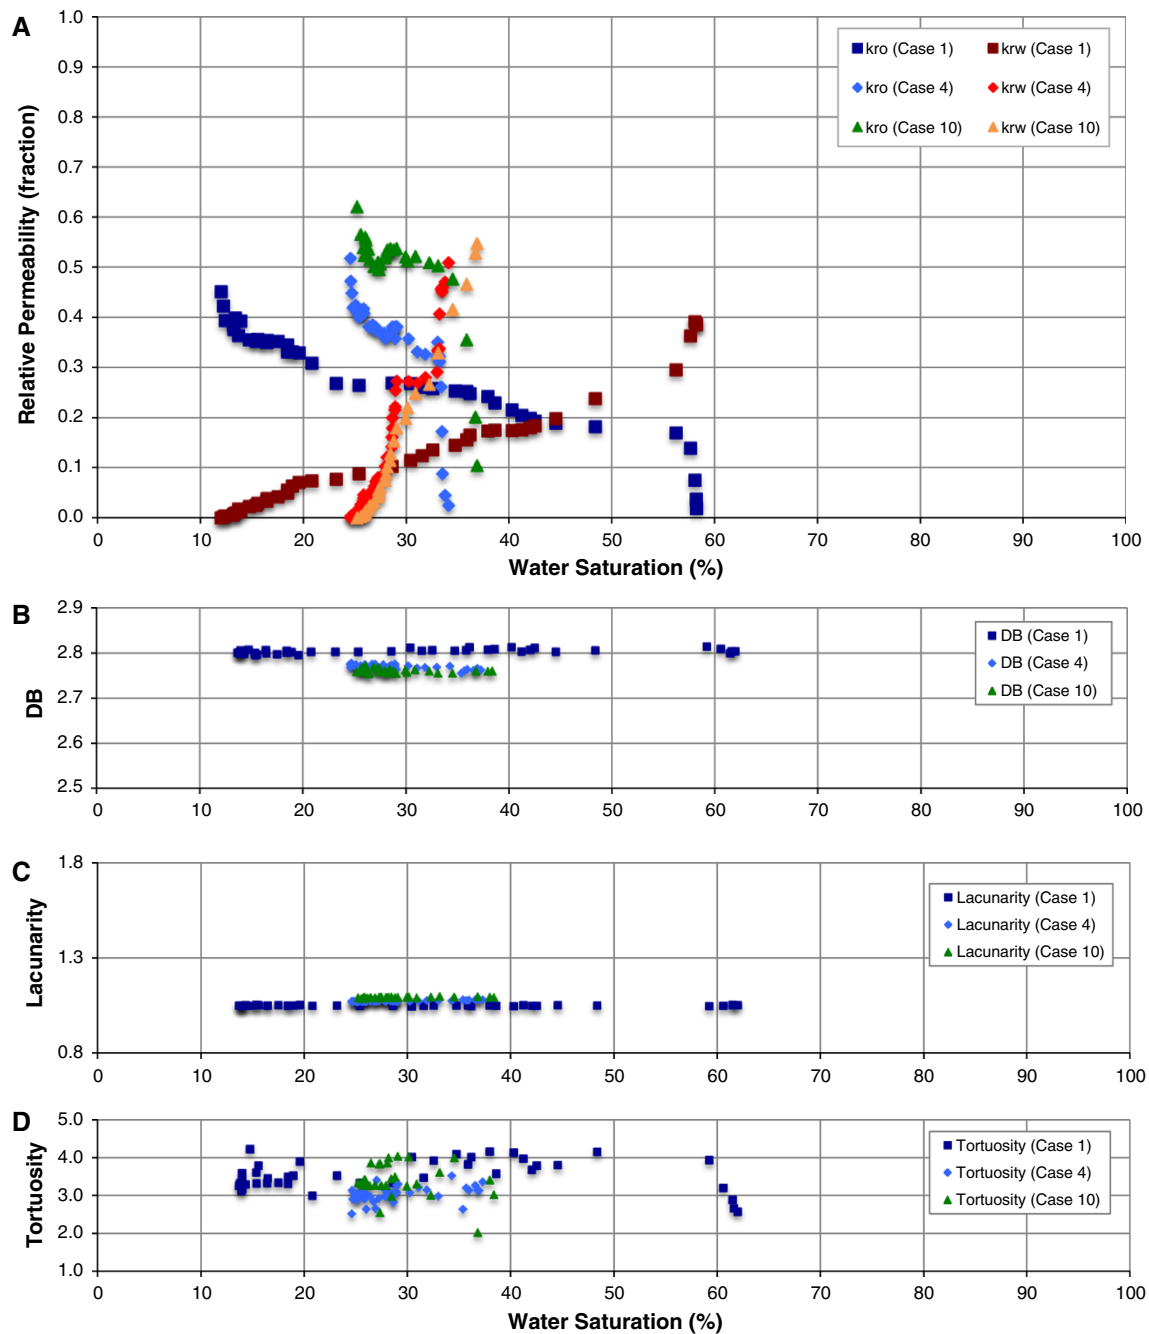 A
1.0
0.9
0.8
0.7
0.6
0.5
0.4
0.3
0.2
0.1
0.0
Relative Permeability (fraction)
kro (Case 1) krw (Case 1)
kro (Case 4) krw (Case 4)
kro (Case 10) krw (Case 10)
0 10 20 30 40 50 60 70 80 90 100
Water Saturation (%)
B
2.9
2.8
2.7
2.6
2.5
DB
DB (Case 1)
DB (Case 4)
DB (Case 10)
0 10 20 30 40 50 60 70 80 90 100
C
1.8
1.3
0.8
Lacunarity
Lacunarity (Case 1)
Lacunarity (Case 4)
Lacunarity (Case 10)
0 10 20 30 40 50 60 70 80 90 100
D
5.0
4.0
3.0
2.0
1.0
Tortuosity
Tortuosity (Case 1)
Tortuosity (Case 4)
Tortuosity (Case 10)
0 10 20 30 40 50 60 70 80 90 100
Water Saturation (%)